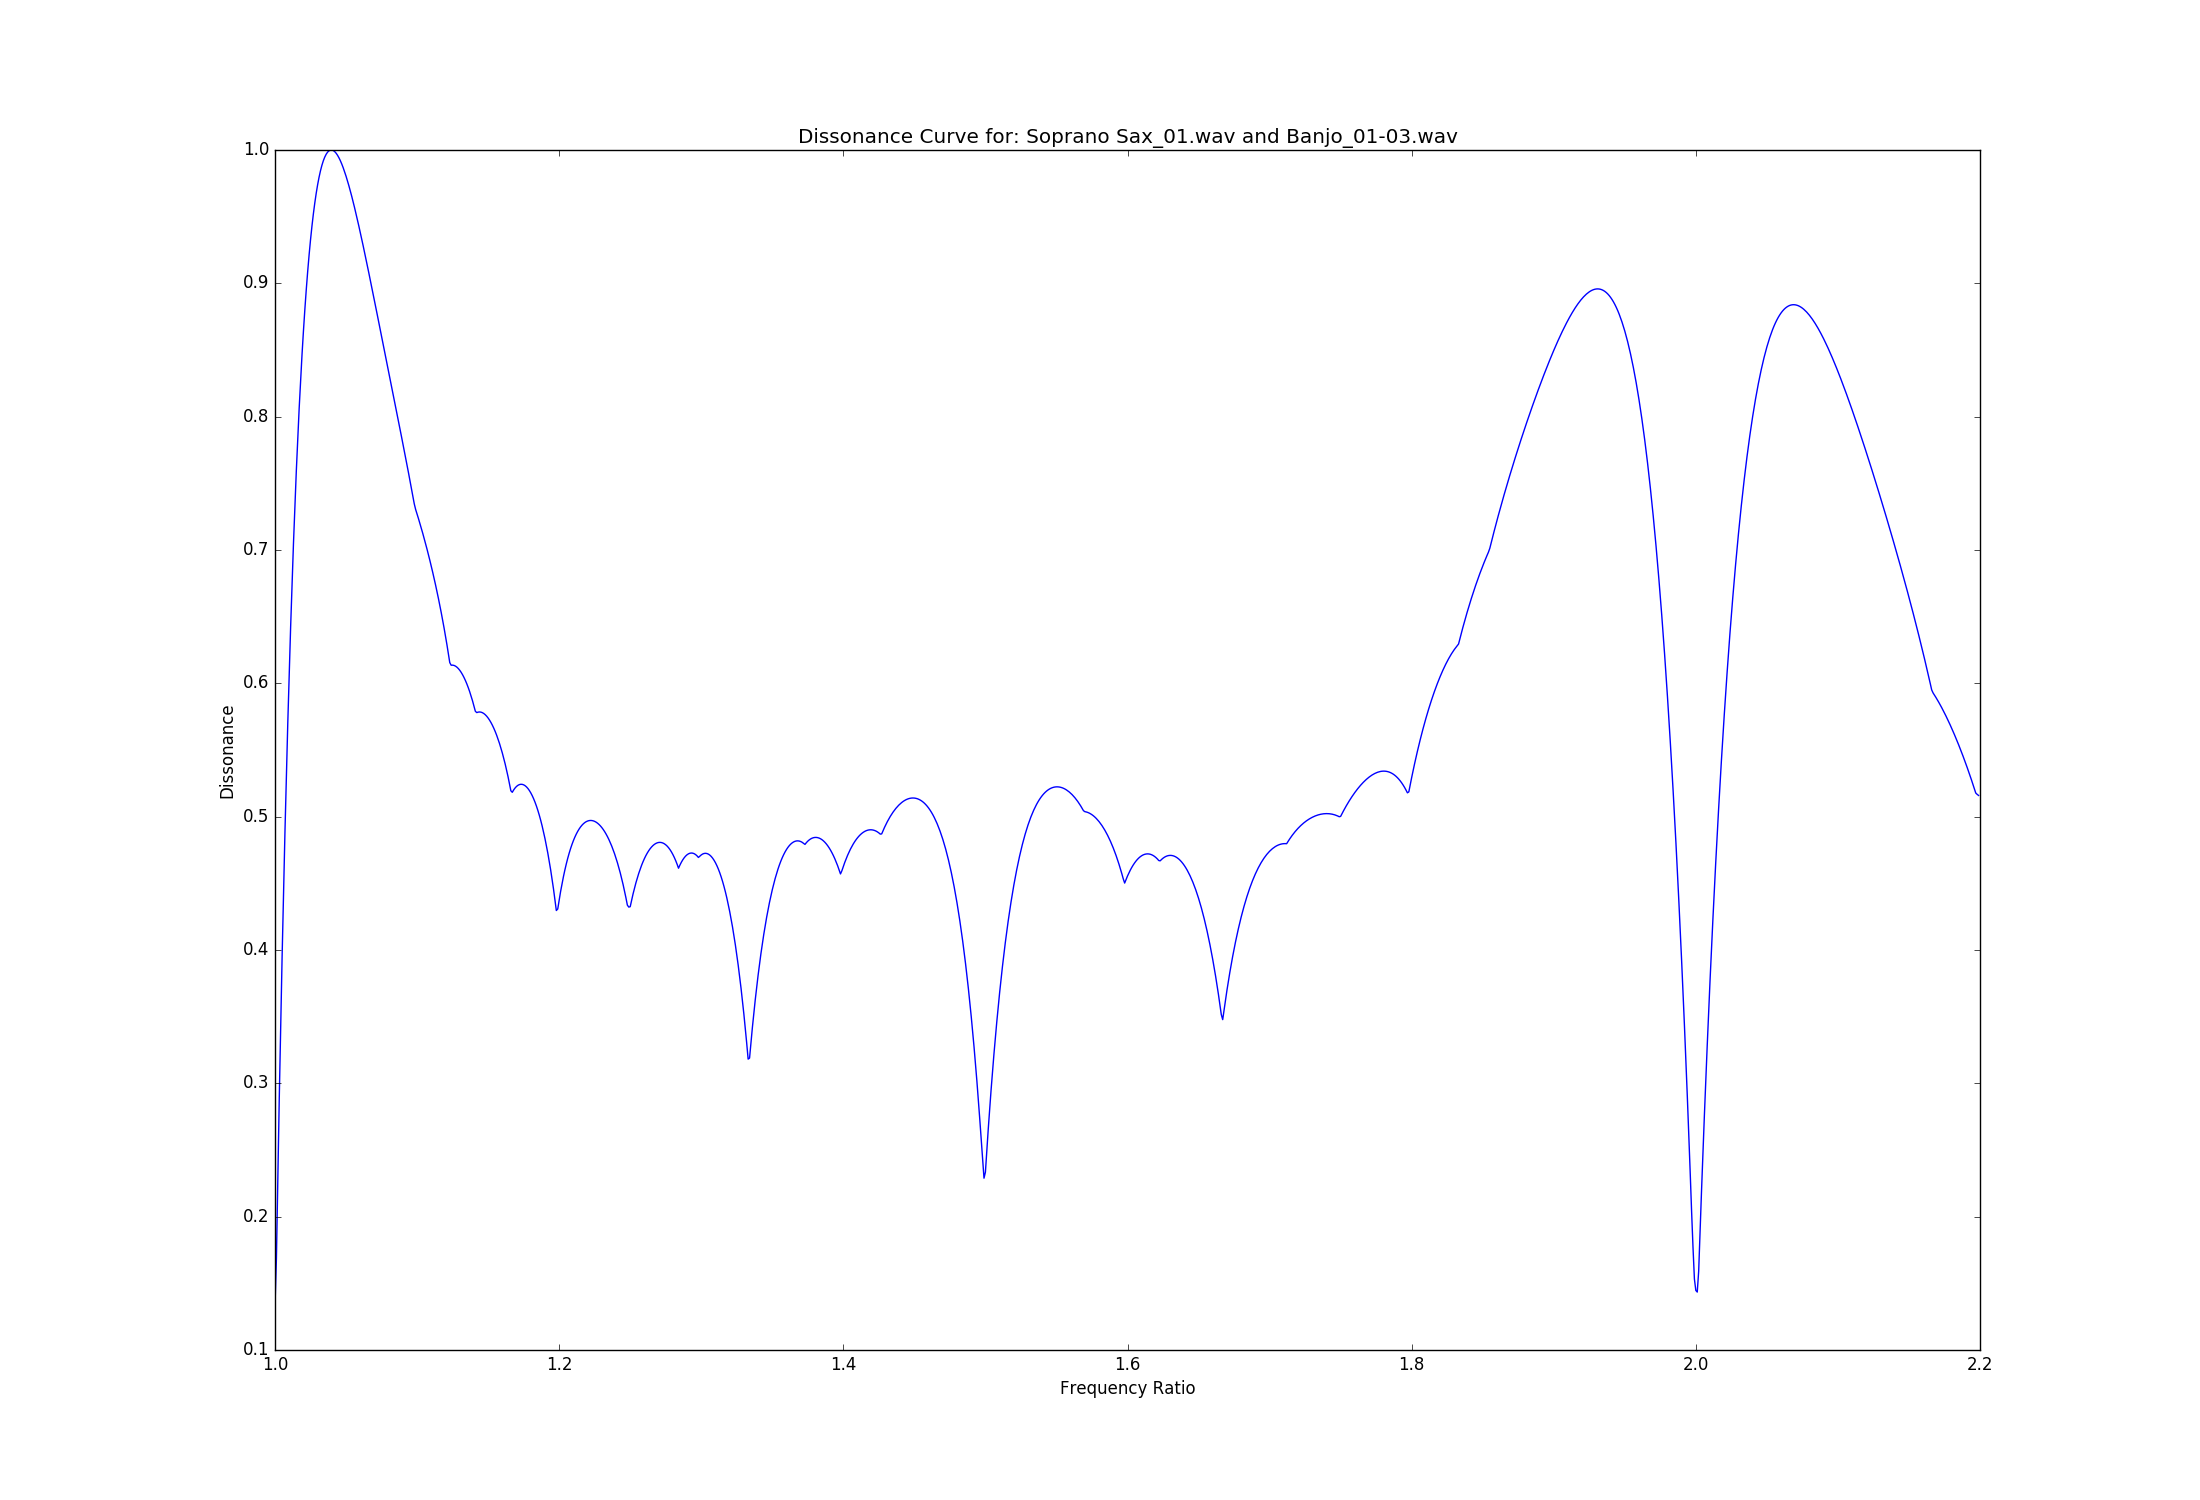 Dissonance Curve for: Soprano Sax_01.wav and Banjo_01-03.wav
1.0
0.9
0.8
0.7
0.6
0.5
0.4
0.3
0.2
0.1
Dissonance
1.0 1.2 1.4 1.6 1.8 2.0 2.2
Frequency Ratio